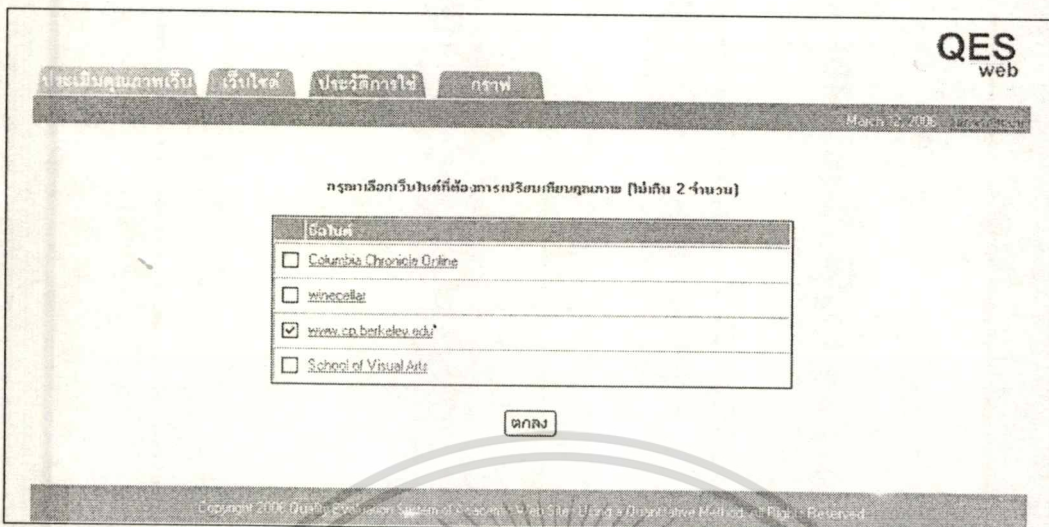 QES
web
ประเมินคุณภาพเว็บ เว็บไซต์ ประวัติการใช้ กราฟ
March 12, 2006
กรุณาเลือกเว็บไซต์ที่ต้องการเปรียบเทียบคุณภาพ (ไม่เกิน 2 จำนวน)
ชื่อไซต์
Columbia Chronicle Online
winecellar
www.cp.berkeley.edu
School of Visual Arts
ตกลง
Copyright 2006 Quality Evaluation System of Academic Web Sites Using a Quantitative Method. All Rights Reserved